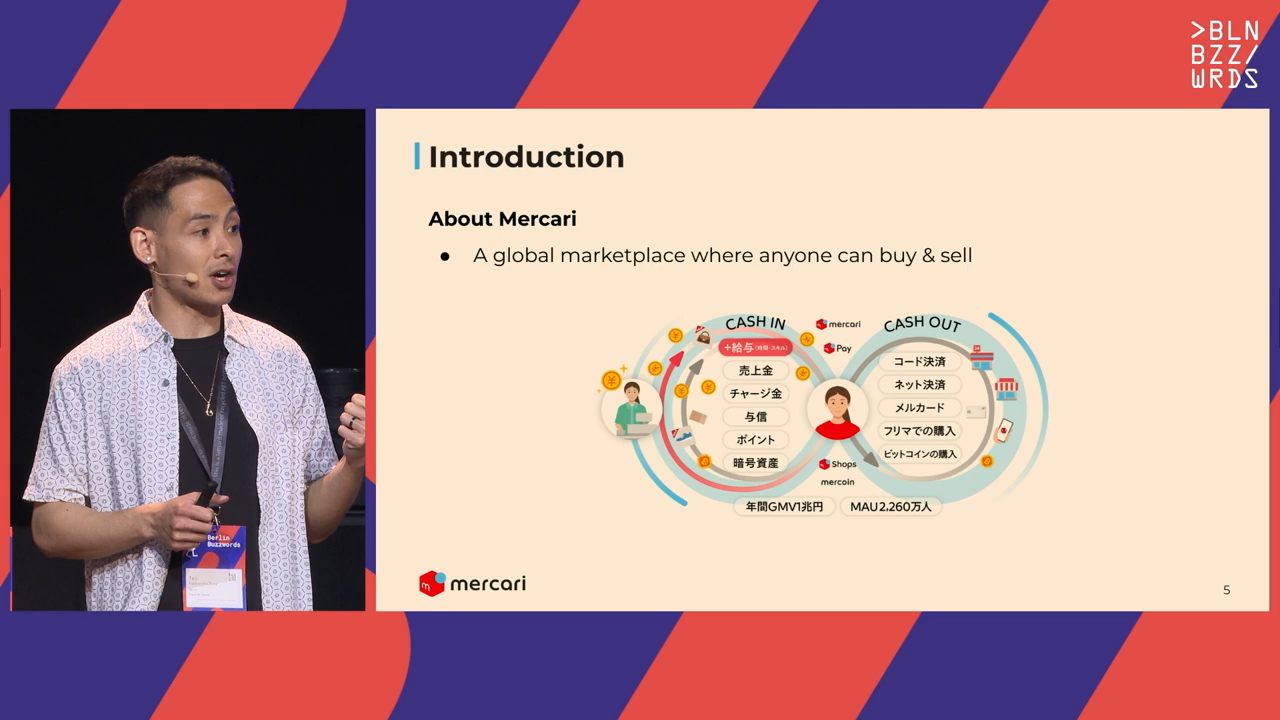 >BLN
BZZ/
WRDS
Introduction
About Mercari
● A global marketplace where anyone can buy & sell
CASH IN
+給与(時間・スキル)
売上金
チャージ金
与信
ポイント
暗号資産
mercari
Pay
Shops
mercoin
CASH OUT
コード決済
ネット決済
メルカード
フリマでの購入
ビットコインの購入
年間GMV1兆円
MAU2,260万人
mercari
5
Berlin
Buzzwords